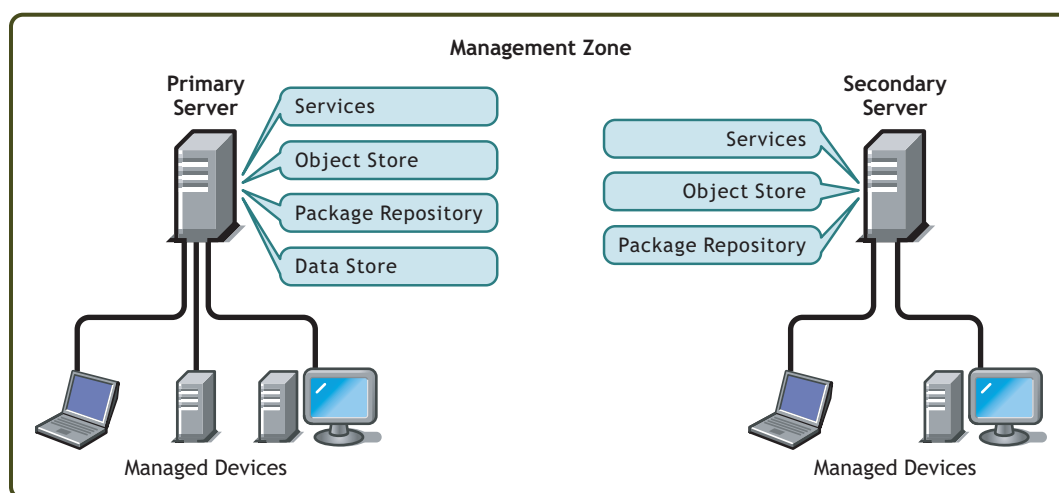 Management Zone
Primary
Server
Services
Object Store
Package Repository
Data Store
Managed Devices
Secondary
Server
Services
Object Store
Package Repository
Managed Devices